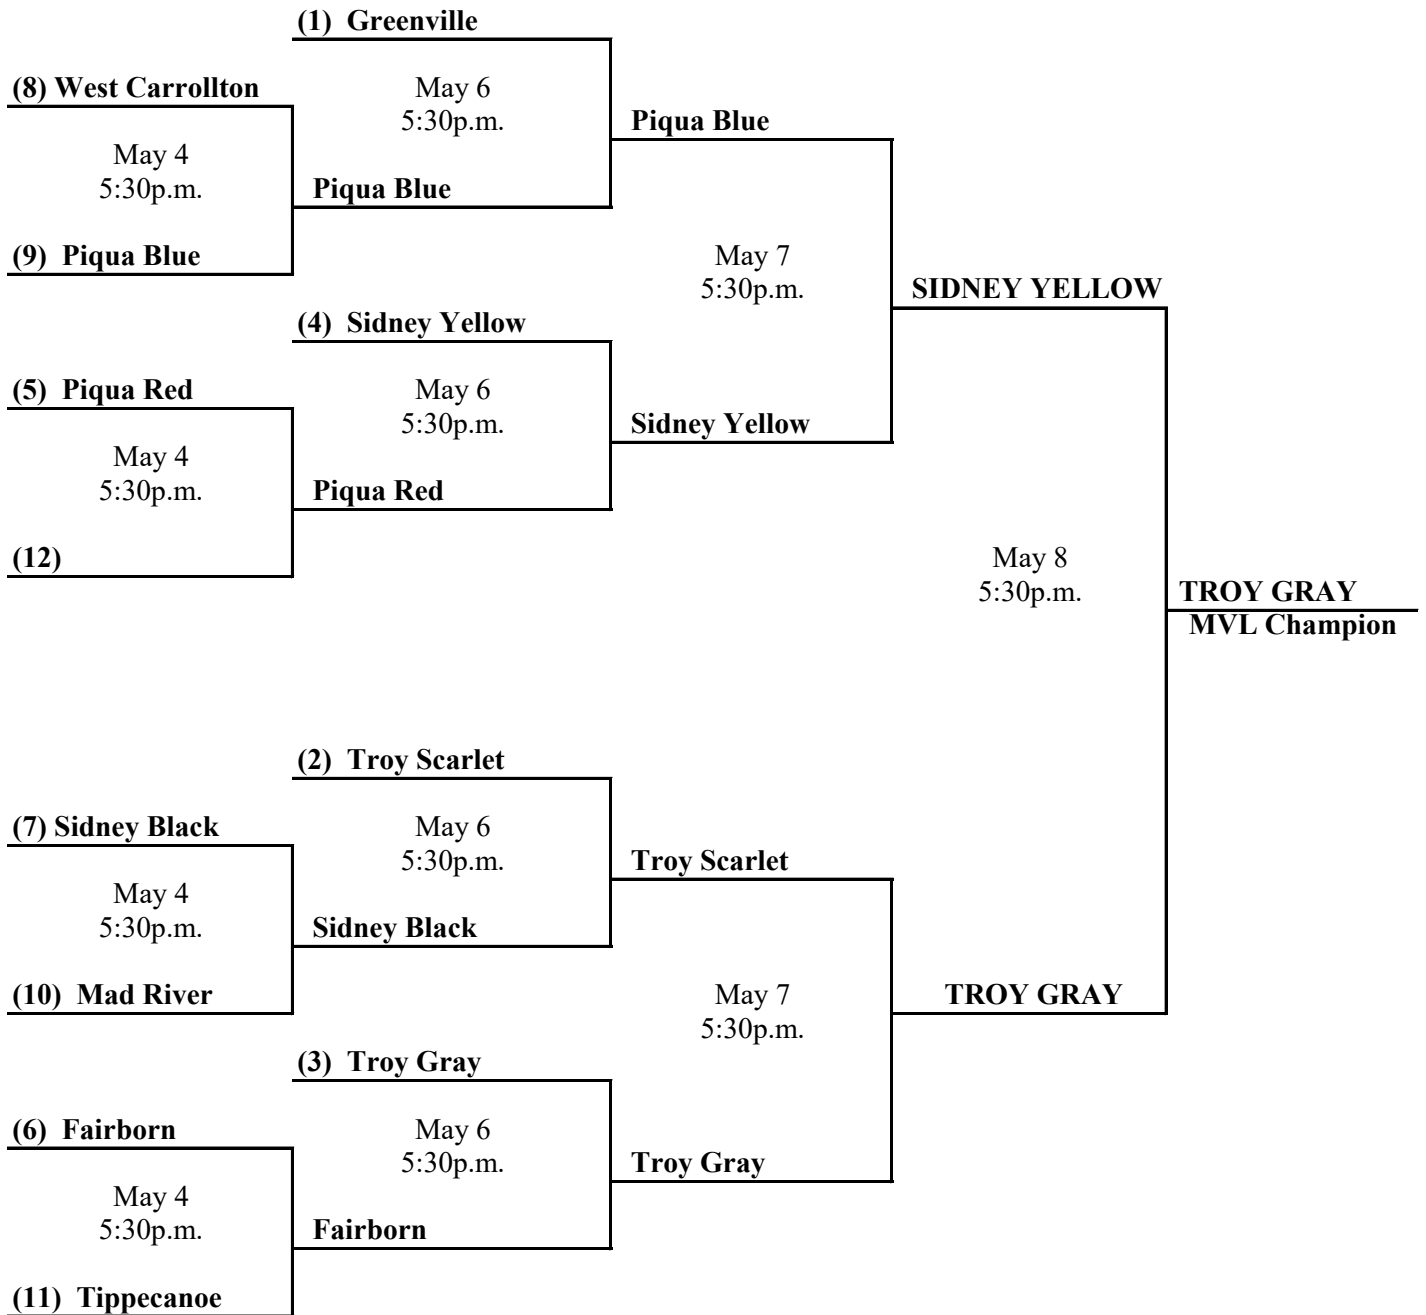 (1)  Greenville
(8) West Carrollton
May 6
5:30p.m.
Piqua Blue
May 4
5:30p.m.
Piqua Blue
(9)  Piqua Blue
May 7
5:30p.m.
SIDNEY YELLOW
(4)  Sidney Yellow
(5)  Piqua Red
May 6
5:30p.m.
Sidney Yellow
May 4
5:30p.m.
Piqua Red
(12)
May 8
5:30p.m.
TROY GRAY
MVL Champion
(2)  Troy Scarlet
(7) Sidney Black
May 6
5:30p.m.
Troy Scarlet
May 4
5:30p.m.
Sidney Black
(10)  Mad River
May 7
5:30p.m.
TROY GRAY
(3)  Troy Gray
(6)  Fairborn
May 6
5:30p.m.
Troy Gray
May 4
5:30p.m.
Fairborn
(11)  Tippecanoe